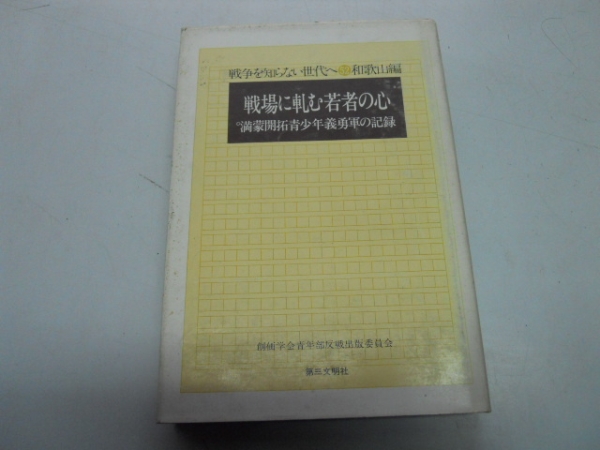 戦争を知らない世代へ 和歌山編
戦場に軋む若者の心
満蒙開拓青少年義勇軍の記録
創価学会青年部反戦出版委員会
第三文明社